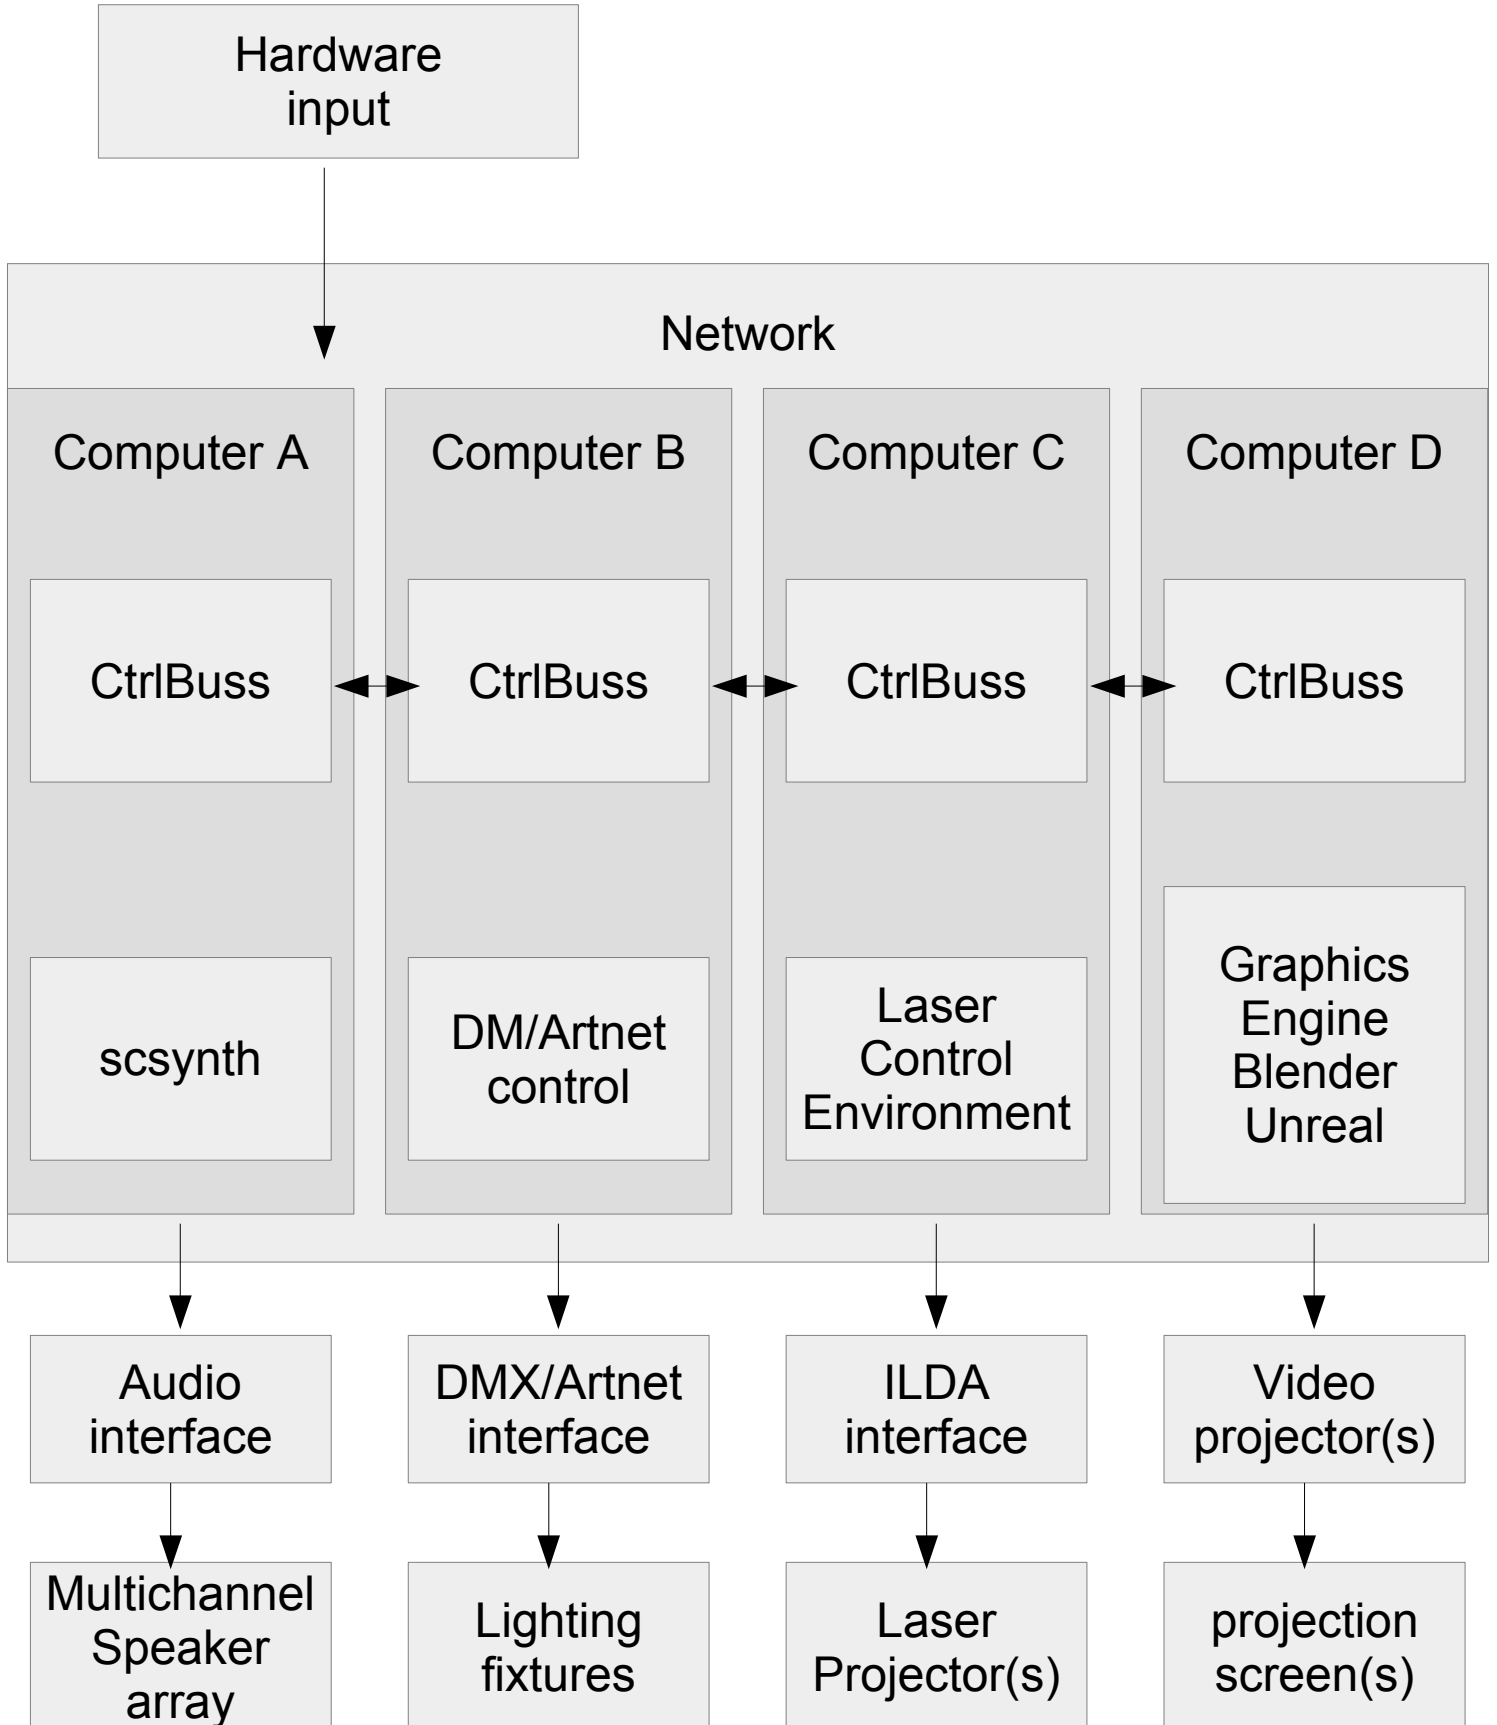 Hardware
input
Network
Computer A
Computer B
Computer C
Computer D
CtrlBuss
CtrlBuss
CtrlBuss
CtrlBuss
scsynth
DM/Artnet
control
Laser
Control
Environment
Graphics
Engine
Blender
Unreal
Audio
interface
DMX/Artnet
interface
ILDA
interface
Video
projector(s)
Multichannel
Speaker
array
Lighting
fixtures
Laser
Projector(s)
projection
screen(s)